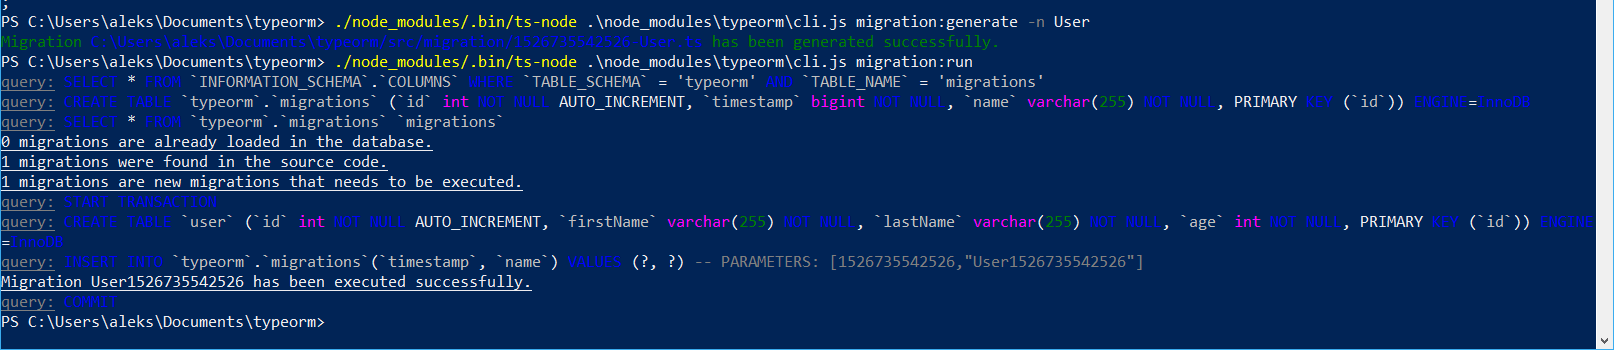 ;
PS C:\Users\aleks\Documents\typeorm> ./node_modules/.bin/ts-node .\node_modules\typeorm\cli.js migration:generate -n User
Migration C:\Users\aleks\Documents\typeorm/src/migration/1526735542526-User.ts has been generated successfully.
PS C:\Users\aleks\Documents\typeorm> ./node_modules/.bin/ts-node .\node_modules\typeorm\cli.js migration:run
query: SELECT * FROM `INFORMATION_SCHEMA`.`COLUMNS` WHERE `TABLE_SCHEMA` = 'typeorm' AND `TABLE_NAME` = 'migrations'
query: CREATE TABLE `typeorm`.`migrations` (`id` int NOT NULL AUTO_INCREMENT, `timestamp` bigint NOT NULL, `name` varchar(255) NOT NULL, PRIMARY KEY (`id`)) ENGINE=InnoDB
query: SELECT * FROM `typeorm`.`migrations` `migrations`
0 migrations are already loaded in the database.
1 migrations were found in the source code.
1 migrations are new migrations that needs to be executed.
query: START TRANSACTION
query: CREATE TABLE `user` (`id` int NOT NULL AUTO_INCREMENT, `firstName` varchar(255) NOT NULL, `lastName` varchar(255) NOT NULL, `age` int NOT NULL, PRIMARY KEY (`id`)) ENGINE
=InnoDB
query: INSERT INTO `typeorm`.`migrations`(`timestamp`, `name`) VALUES (?, ?) -- PARAMETERS: [1526735542526,"User1526735542526"]
Migration User1526735542526 has been executed successfully.
query: COMMIT
PS C:\Users\aleks\Documents\typeorm>